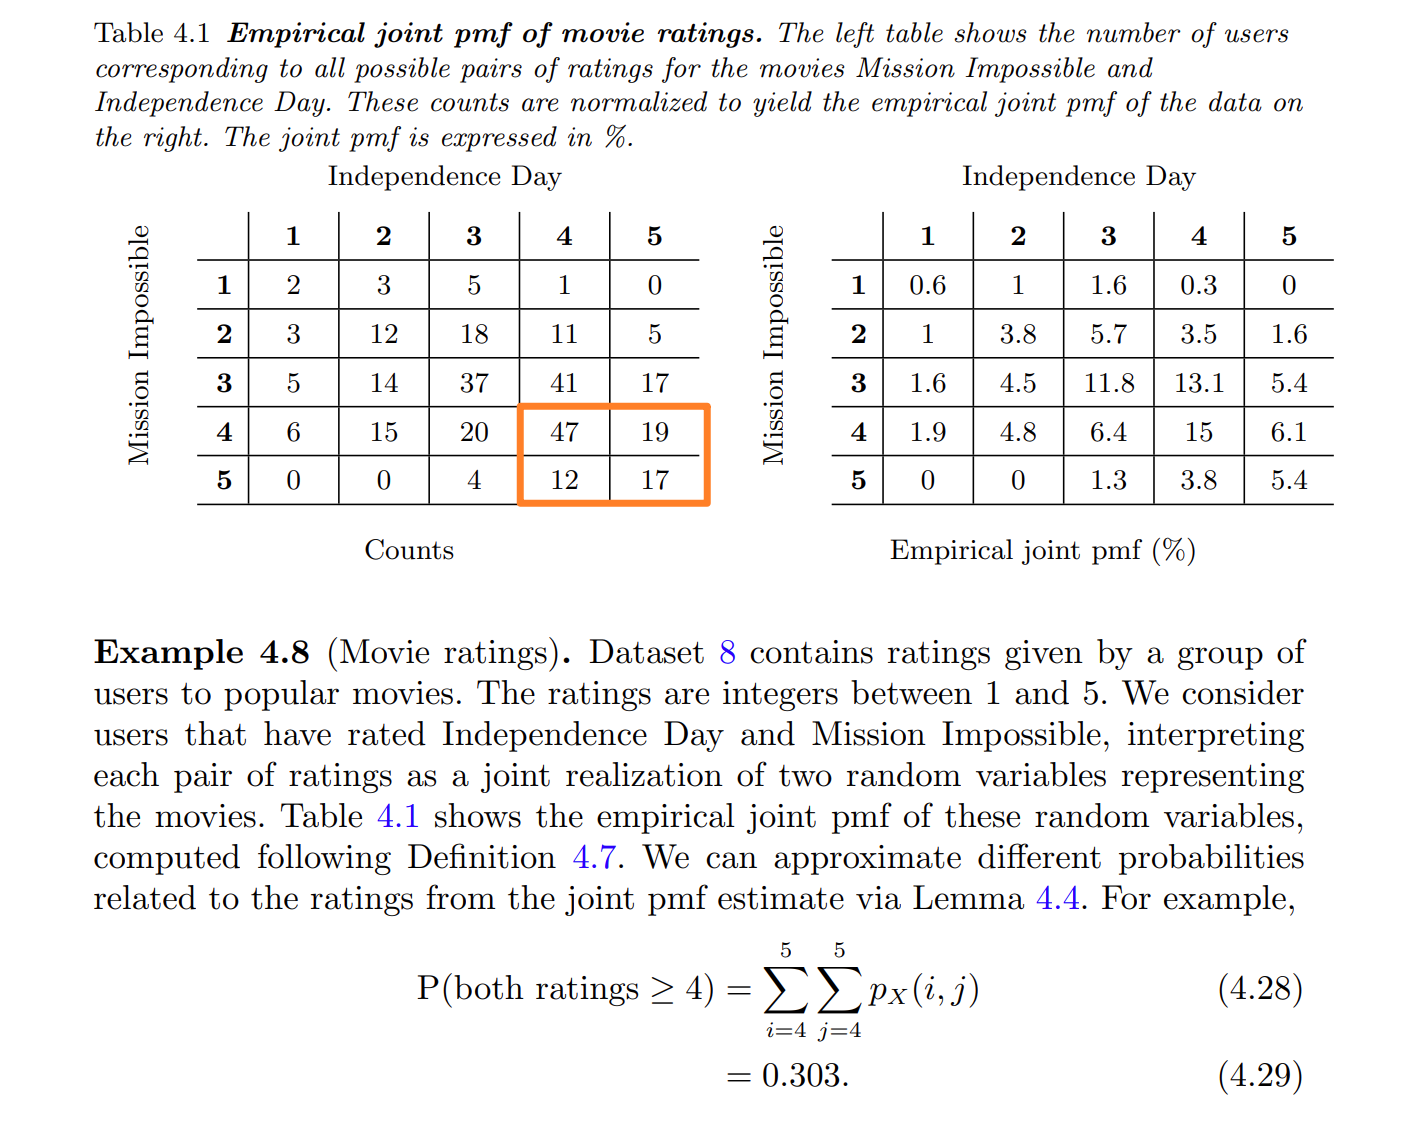 Table 4.1 Empirical joint pmf of movie ratings. The left table shows the number of users
corresponding to all possible pairs of ratings for the movies Mission Impossible and
Independence Day. These counts are normalized to yield the empirical joint pmf of the data on
the right. The joint pmf is expressed in %.
Independence Day
Mission Impossible
1 2 3 4 5
1 2 3 5 1 0
2 3 12 18 11 5
3 5 14 37 41 17
4 6 15 20 47 19
5 0 0 4 12 17
Counts
Independence Day
Mission Impossible
1 2 3 4 5
1 0.6 1 1.6 0.3 0
2 1 3.8 5.7 3.5 1.6
3 1.6 4.5 11.8 13.1 5.4
4 1.9 4.8 6.4 15 6.1
5 0 0 1.3 3.8 5.4
Empirical joint pmf (%)
Example 4.8 (Movie ratings). Dataset 8 contains ratings given by a group of
users to popular movies. The ratings are integers between 1 and 5. We consider
users that have rated Independence Day and Mission Impossible, interpreting
each pair of ratings as a joint realization of two random variables representing
the movies. Table 4.1 shows the empirical joint pmf of these random variables,
computed following Definition 4.7. We can approximate different probabilities
related to the ratings from the joint pmf estimate via Lemma 4.4. For example,
P(both ratings ≥ 4) = ∑_{i=4}^{5} ∑_{j=4}^{5} p_X(i, j) (4.28)
= 0.303. (4.29)